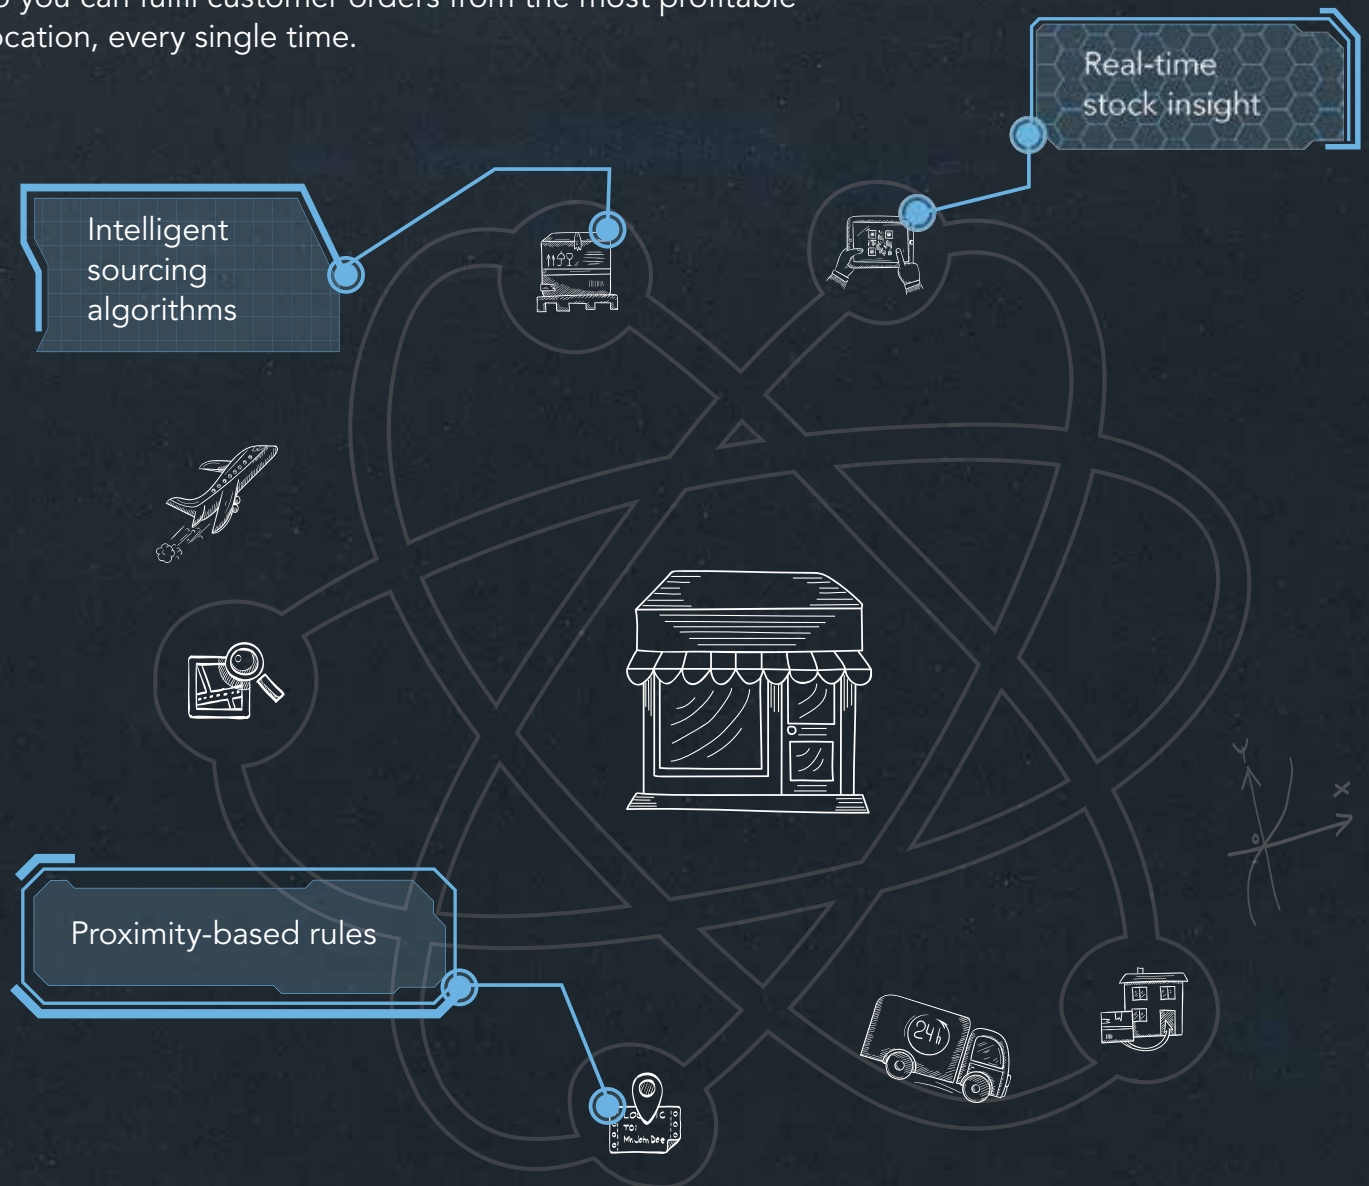 you can fulfil customer orders from the most profitable
ocation, every single time.
Real-time
stock insight
Intelligent
sourcing
algorithms
Proximity-based rules
24h
TO:
Mr. John Doe
Y
X